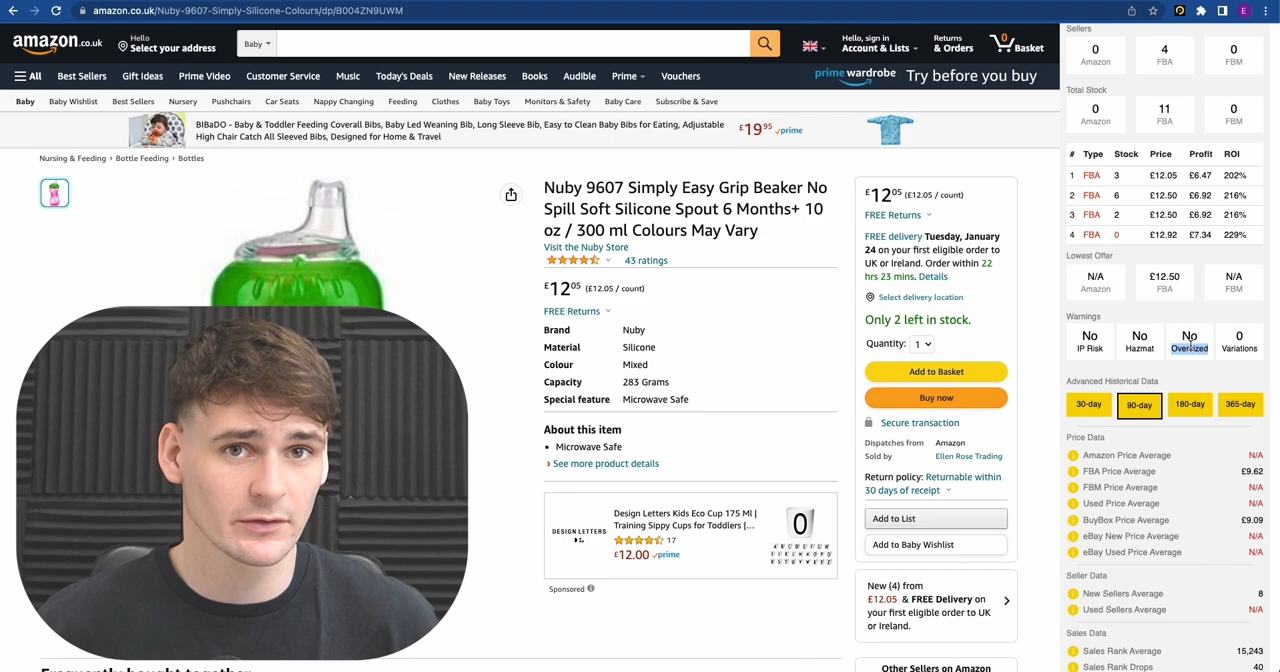 amazon.co.uk/Nuby-9607-Simply-Silicone-Colours/dp/B004ZN9UWM
E
amazon.co.uk
Hello
Select your address
Baby
Hello, sign in
Account & Lists
Returns
& Orders
0
Basket
All
Best Sellers
Gift Ideas
Prime Video
Customer Service
Music
Today's Deals
New Releases
Books
Audible
Prime
Vouchers
prime wardrobe
Try before you buy
Baby
Baby Wishlist
Best Sellers
Nursery
Pushchairs
Car Seats
Nappy Changing
Feeding
Clothes
Baby Toys
Monitors & Safety
Baby Care
Subscribe & Save
BIBaDO - Baby & Toddler Feeding Coverall Bibs, Baby Led Weaning Bib, Long Sleeve Bib, Easy to Clean Baby Bibs for Eating, Adjustable
High Chair Catch All Sleeved Bibs, Designed for Home & Travel
£19.95 prime
Nursing & Feeding › Bottle Feeding › Bottles
Nuby 9607 Simply Easy Grip Beaker No
Spill Soft Silicone Spout 6 Months+ 10
oz / 300 ml Colours May Vary
Visit the Nuby Store
43 ratings
£12.05 (£12.05 / count)
FREE Returns
Brand Nuby
Material Silicone
Colour Mixed
Capacity 283 Grams
Special feature Microwave Safe
About this item
• Microwave Safe
› See more product details
DESIGN LETTERS
Design Letters Kids Eco Cup 175 Ml |
Training Sippy Cups for Toddlers |...
17
£12.00 prime
Sponsored
£12.05 (£12.05 / count)
FREE Returns
FREE delivery Tuesday, January
24 on your first eligible order to
UK or Ireland. Order within 22
hrs 23 mins. Details
Select delivery location
Only 2 left in stock.
Quantity: 1
Add to Basket
Buy now
Secure transaction
Dispatches from Amazon
Sold by Ellen Rose Trading
Return policy: Returnable within
30 days of receipt
Add to List
Add to Baby Wishlist
New (4) from
£12.05 & FREE Delivery on
your first eligible order to UK
or Ireland.
Other Sellers on Amazon
Frequently bought together
Sellers
0 4 0
Amazon FBA FBM
Total Stock
0 11 0
Amazon FBA FBM
# Type Stock Price Profit ROI
1 FBA 3 £12.05 £6.47 202%
2 FBA 6 £12.50 £6.92 216%
3 FBA 2 £12.50 £6.92 216%
4 FBA 0 £12.92 £7.34 229%
Lowest Offer
N/A £12.50 N/A
Amazon FBA FBM
Warnings
No No No 0
IP Risk Hazmat Oversized Variations
Advanced Historical Data
30-day 90-day 180-day 365-day
Price Data
Amazon Price Average N/A
FBA Price Average £9.62
FBM Price Average N/A
Used Price Average N/A
BuyBox Price Average £9.09
eBay New Price Average N/A
eBay Used Price Average N/A
Seller Data
New Sellers Average 8
Used Sellers Average N/A
Sales Data
Sales Rank Average 15,243
Sales Rank Drops 40